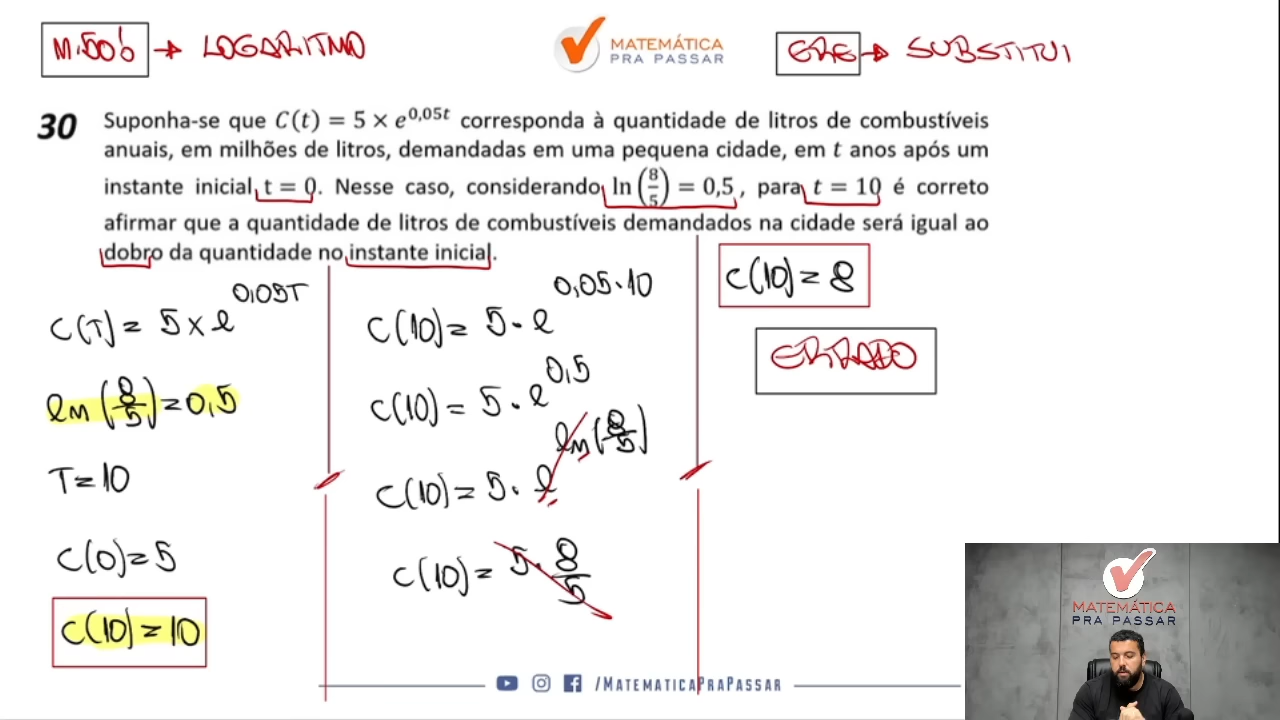 M.500 → LOGARITMO
MATEMÁTICA
PRA PASSAR
→ SUBSTITUI
30 Suponha-se que C(t) = 5 × e^{0,05t} corresponda à quantidade de litros de combustíveis
anuais, em milhões de litros, demandadas em uma pequena cidade, em t anos após um
instante inicial t = 0. Nesse caso, considerando ln(8/5) = 0,5, para t = 10 é correto
afirmar que a quantidade de litros de combustíveis demandados na cidade será igual ao
dobro da quantidade no instante inicial.
C(T) = 5 × e^{0,05T}
ln(8/5) = 0,5
T = 10
C(0) = 5
C(10) = 10
C(10) = 5 · e^{0,05·10}
C(10) = 5 · e^{0,5}
C(10) = 5 · e^{ln(8/5)}
C(10) = 5 · 8/5
C(10) = 8
ERRADO
MATEMÁTICA
PRA PASSAR
/MATEMATICAPRAPASSAR